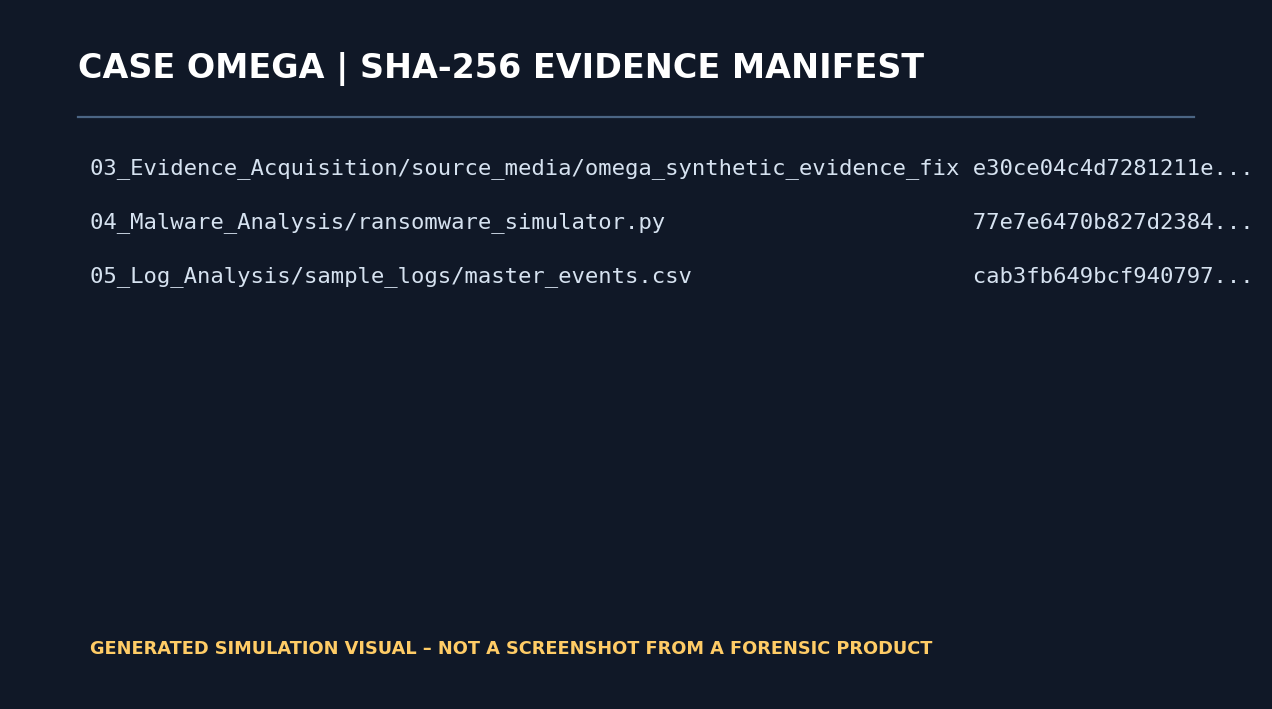 CASE OMEGA | SHA-256 EVIDENCE MANIFEST
03_Evidence_Acquisition/source_media/omega_synthetic_evidence_fix e30ce04c4d7281211e...
04_Malware_Analysis/ransomware_simulator.py 77e7e6470b827d2384...
05_Log_Analysis/sample_logs/master_events.csv cab3fb649bcf940797...
GENERATED SIMULATION VISUAL – NOT A SCREENSHOT FROM A FORENSIC PRODUCT